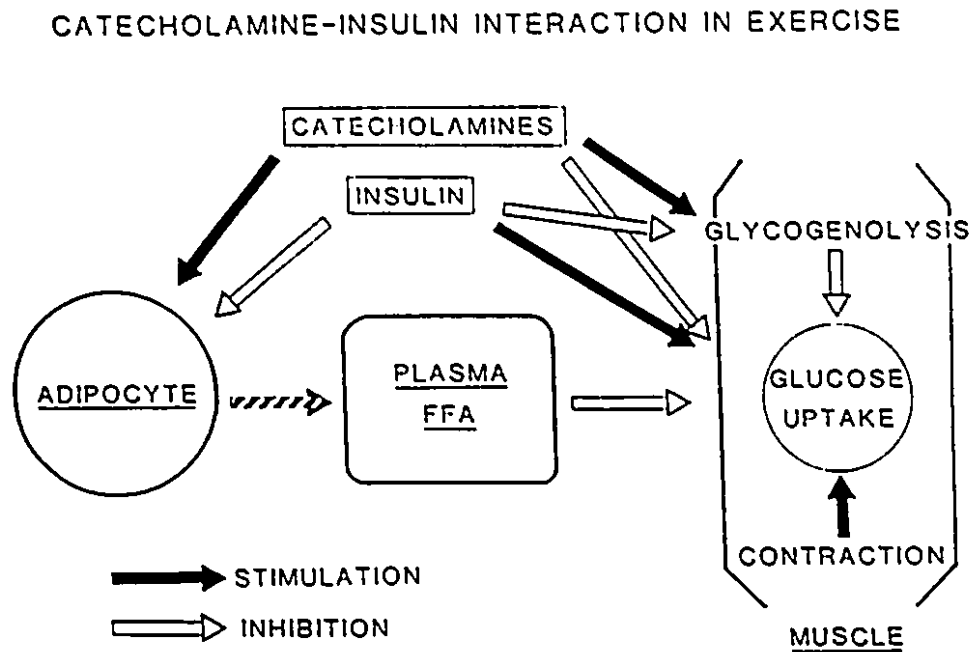 CATECHOLAMINE-INSULIN INTERACTION IN EXERCISE
CATECHOLAMINES
INSULIN
GLYCOGENOLYSIS
ADIPOCYTE
PLASMA
FFA
GLUCOSE
UPTAKE
CONTRACTION
STIMULATION
INHIBITION
MUSCLE